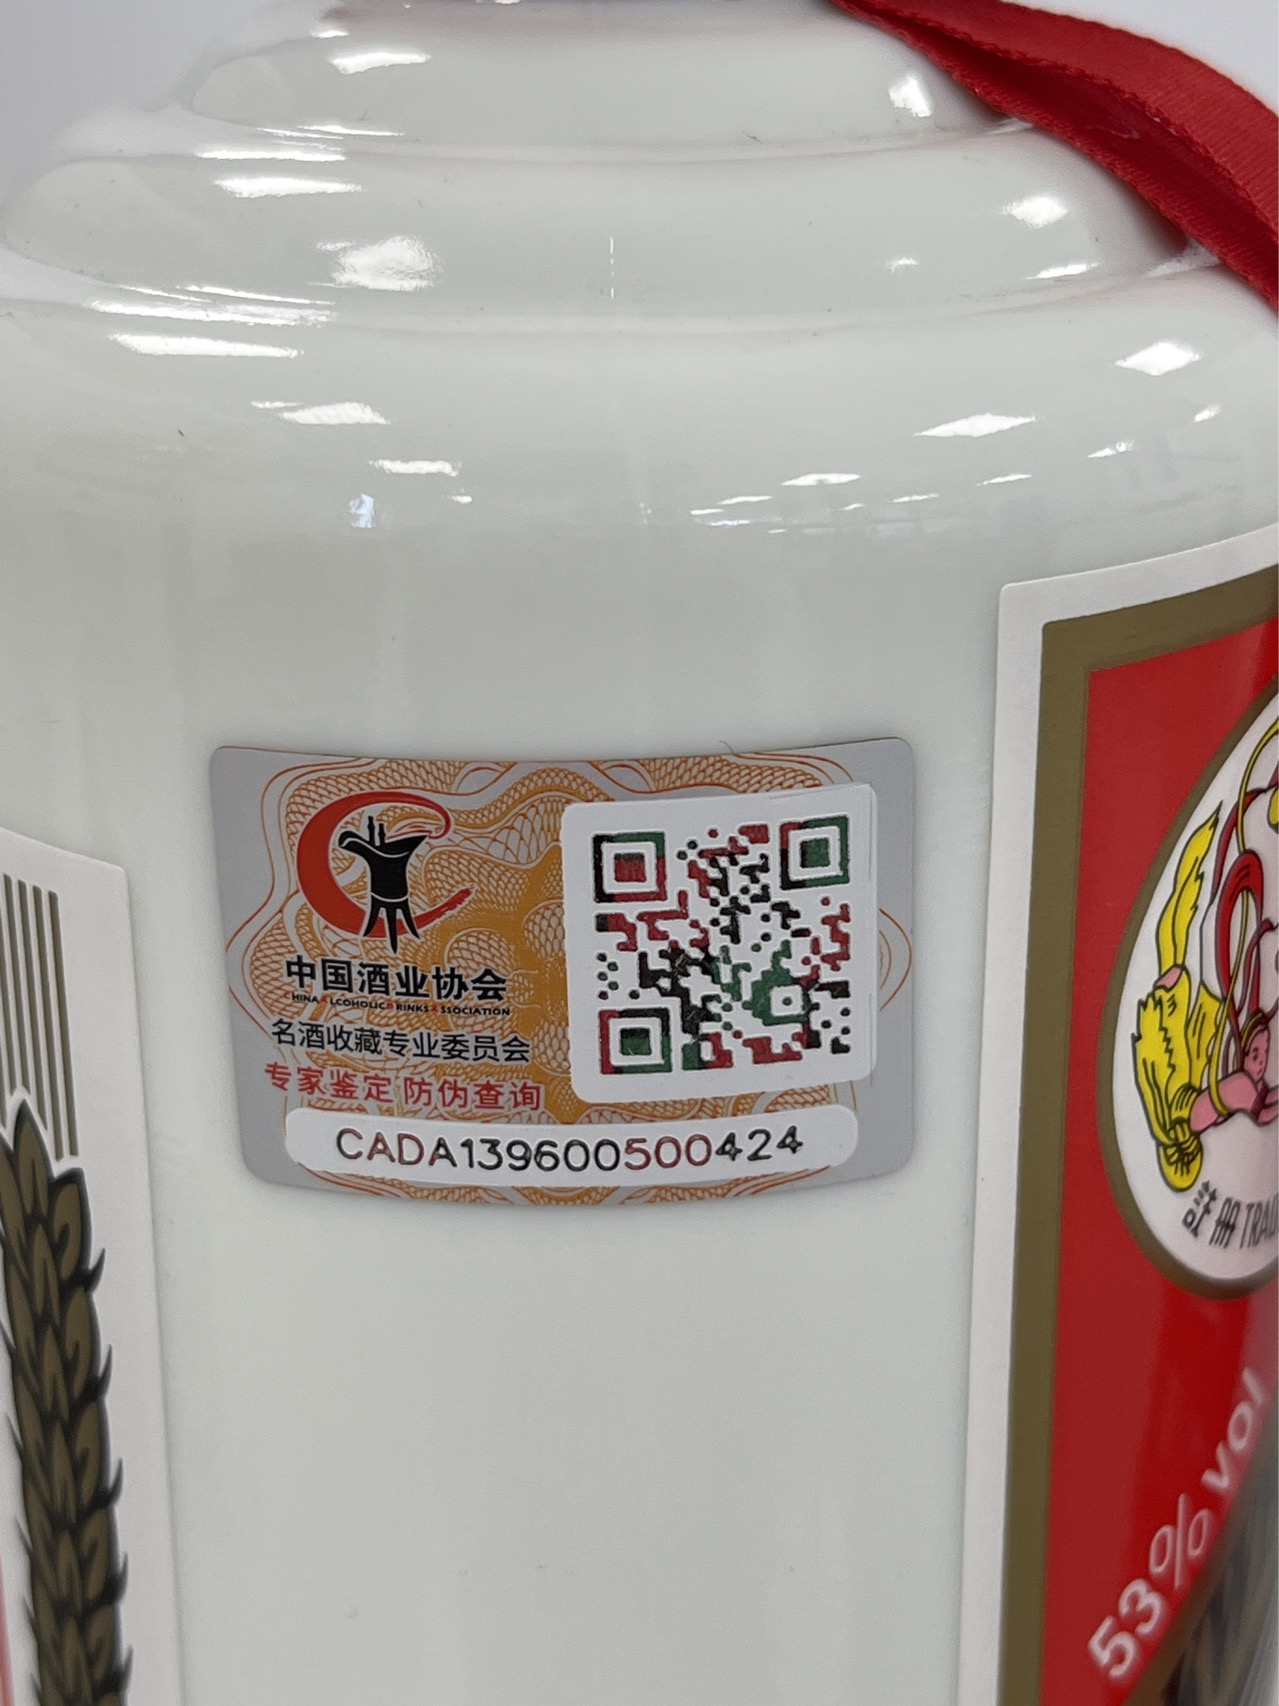 中国酒业协会
CHINA ALCOHOLIC DRINKS ASSOCIATION
名酒收藏专业委员会
专家鉴定 防伪查询
CADA139600500424
53% vol